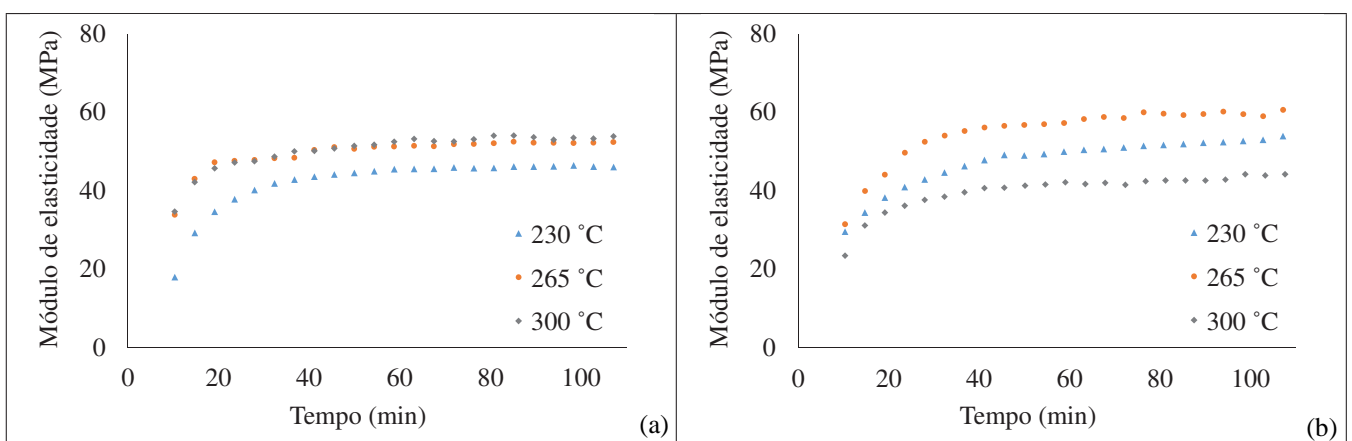 Módulo de elasticidade (MPa)
80
60
40
20
0
230 ˚C
265 ˚C
300 ˚C
0 20 40 60 80 100
Tempo (min)
(a)
Módulo de elasticidade (MPa)
80
60
40
20
0
230 ˚C
265 ˚C
300 ˚C
0 20 40 60 80 100
Tempo (min)
(b)